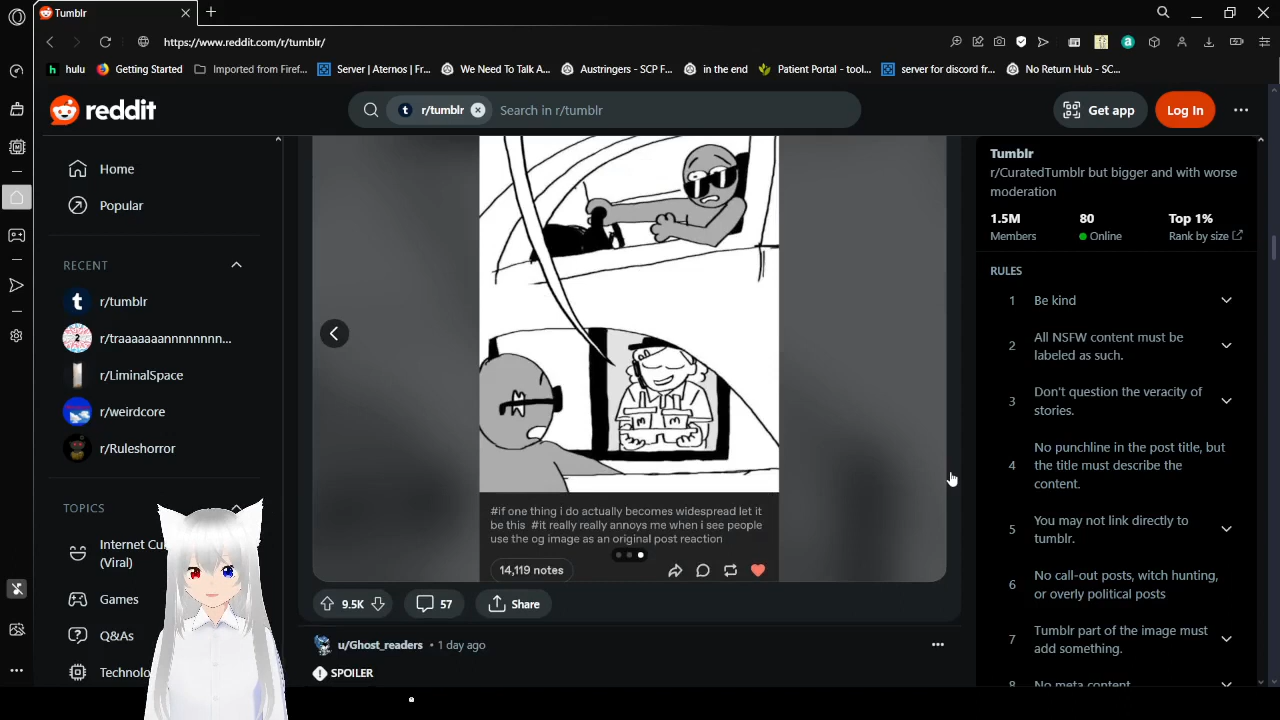 Tumblr
https://www.reddit.com/r/tumblr/
hulu
Getting Started
Imported from Firef...
Server | Aternos | Fr...
We Need To Talk A...
Austringers - SCP F...
in the end
Patient Portal - tool...
server for discord fr...
No Return Hub - SC...
reddit
r/tumblr
Search in r/tumblr
Get app
Log In
Home
Popular
RECENT
r/tumblr
r/traaaaaaannnnnnnn...
r/LiminalSpace
r/weirdcore
r/Ruleshorror
TOPICS
Internet Cu
(Viral)
Games
Q&As
Technolo
#if one thing i do actually becomes widespread let it
be this #it really really annoys me when i see people
use the og image as an original post reaction
14,119 notes
9.5K
57
Share
u/Ghost_readers • 1 day ago
SPOILER
Tumblr
r/CuratedTumblr but bigger and with worse
moderation
1.5M
80
Top 1%
Members
Online
Rank by size
RULES
1 Be kind
2 All NSFW content must be
labeled as such.
3 Don't question the veracity of
stories.
4 No punchline in the post title, but
the title must describe the
content.
5 You may not link directly to
tumblr.
6 No call-out posts, witch hunting,
or overly political posts
7 Tumblr part of the image must
add something.
8 No meta content